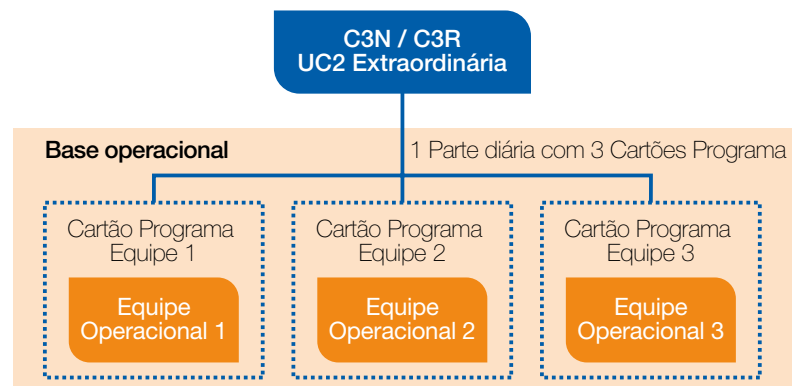 C3N / C3R
UC2 Extraordinária
Base operacional
1 Parte diária com 3 Cartões Programa
Cartão Programa
Equipe 1
Equipe
Operacional 1
Cartão Programa
Equipe 2
Equipe
Operacional 2
Cartão Programa
Equipe 3
Equipe
Operacional 3